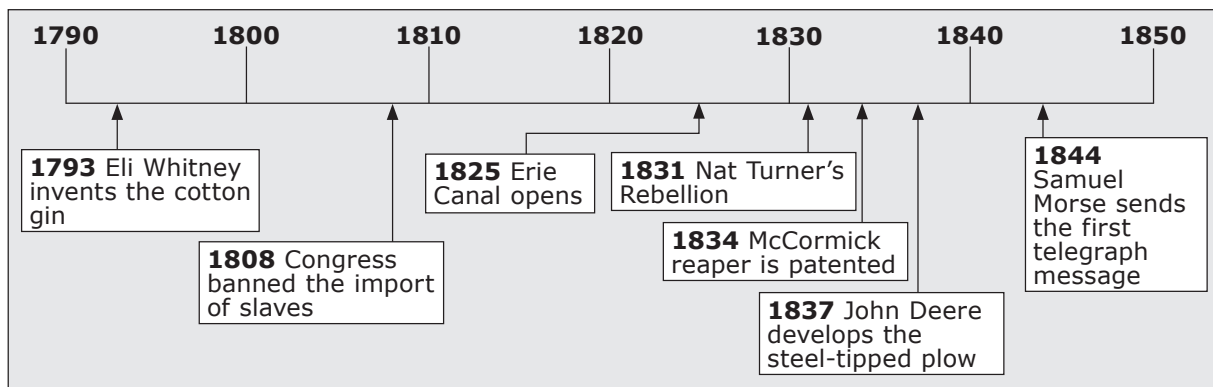 1790 1800 1810 1820 1830 1840 1850
1793 Eli Whitney
invents the cotton
gin
1808 Congress
banned the import
of slaves
1825 Erie
Canal opens
1831 Nat Turner’s
Rebellion
1834 McCormick
reaper is patented
1837 John Deere
develops the
steel-tipped plow
1844
Samuel
Morse sends
the first
telegraph
message